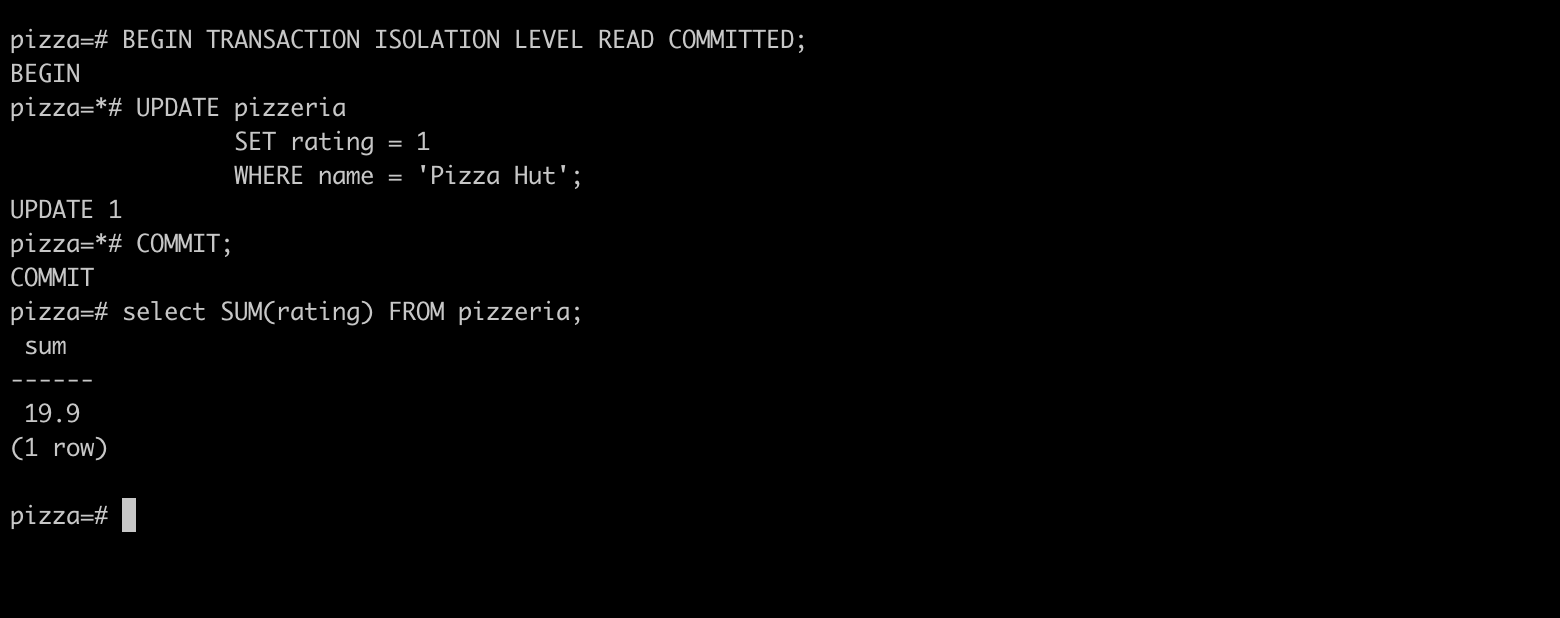 pizza=# BEGIN TRANSACTION ISOLATION LEVEL READ COMMITTED;
BEGIN
pizza=*# UPDATE pizzeria
                SET rating = 1
                WHERE name = 'Pizza Hut';
UPDATE 1
pizza=*# COMMIT;
COMMIT
pizza=# select SUM(rating) FROM pizzeria;
 sum
------
 19.9
(1 row)

pizza=#